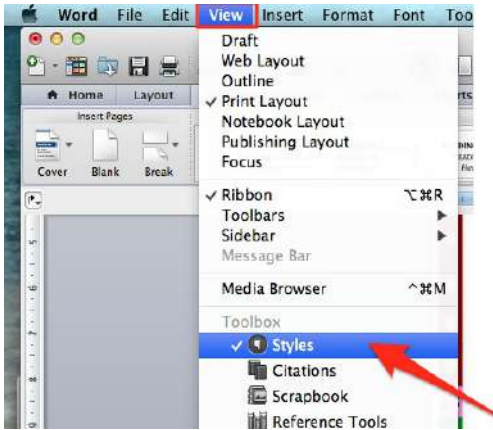 Word File Edit View Insert Format Font Too
Home Layout
Insert Pages
Cover Blank Break
Draft
Web Layout
Outline
✓ Print Layout
Notebook Layout
Publishing Layout
Focus
✓ Ribbon ⌥⌘R
Toolbars ▶
Sidebar ▶
Message Bar
Media Browser ^⌘M
Toolbox
✓ Styles
Citations
Scrapbook
Reference Tools